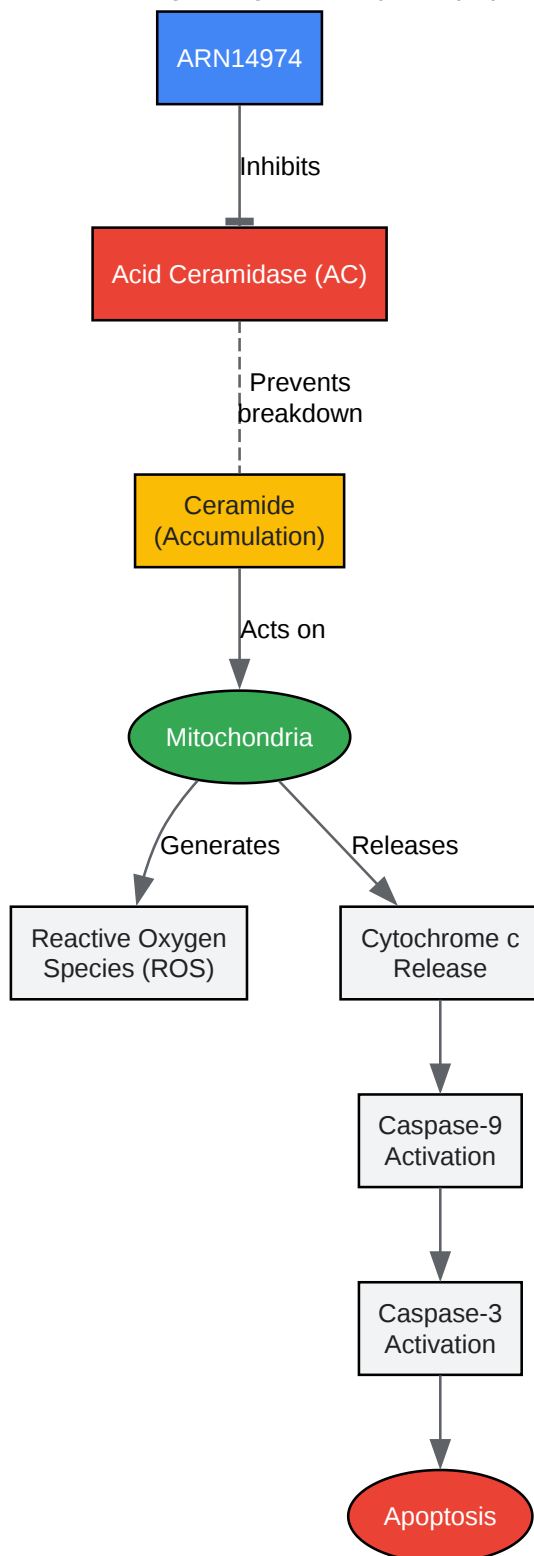 ARN14974
Inhibits
Acid Ceramidase (AC)
Prevents
breakdown
Ceramide
(Accumulation)
Acts on
Mitochondria
Generates
Releases
Reactive Oxygen
Species (ROS)
Cytochrome c
Release
Caspase-9
Activation
Caspase-3
Activation
Apoptosis